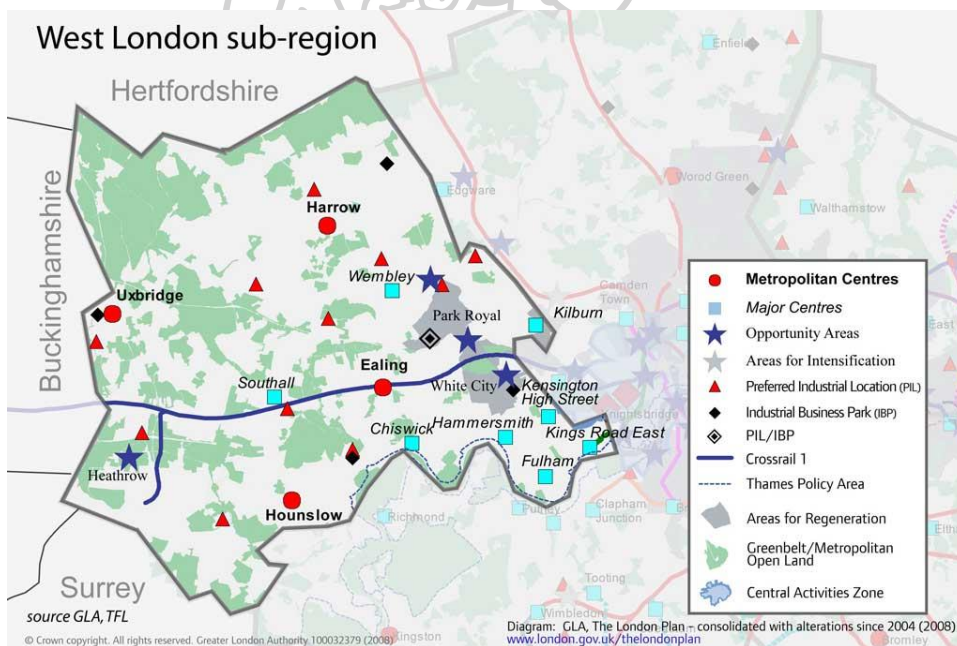 West London sub-region
Hertfordshire
Buckinghamshire
Surrey
Enfield
Edgware
Worod Green
Walthamstow
Harrow
Wembley
Uxbridge
Park Royal
Kilburn
Camden
Town
Ealing
Southall
White City
Kensington
High Street
Knightsbridge
Chiswick
Hammersmith
Kings Road East
Fulham
Heathrow
Hounslow
Richmond
Putney
Clapham
Junction
Tooting
Wimbledon
Kingston
Bromley
East
Eltha
Metropolitan Centres
Major Centres
Opportunity Areas
Areas for Intensification
Preferred Industrial Location (PIL)
Industrial Business Park (IBP)
PIL/IBP
Crossrail 1
Thames Policy Area
Areas for Regeneration
Greenbelt/Metropolitan
Open Land
Central Activities Zone
source GLA, TFL
© Crown copyright. All rights reserved. Greater London Authority 100032379 (2008)
Diagram: GLA, The London Plan - consolidated with alterations since 2004 (2008)
www.london.gov.uk/thelondonplan